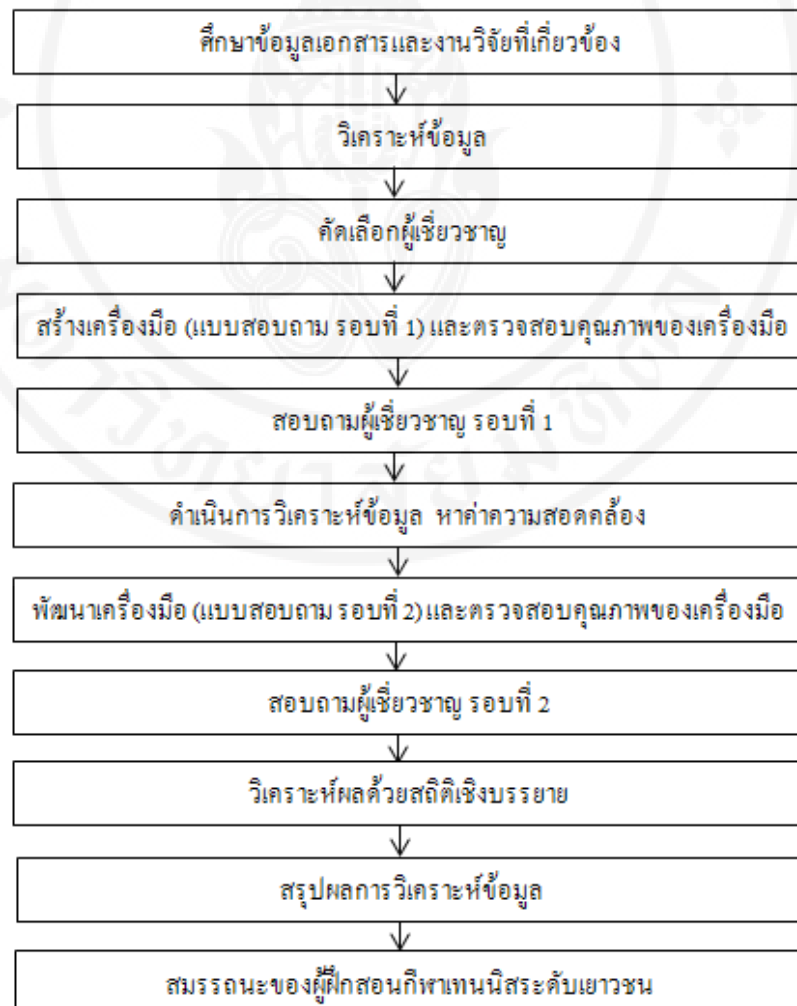 ศึกษาข้อมูลเอกสารและงานวิจัยที่เกี่ยวข้อง
วิเคราะห์ข้อมูล
คัดเลือกผู้เชี่ยวชาญ
สร้างเครื่องมือ (แบบสอบถาม รอบที่ 1) และตรวจสอบคุณภาพของเครื่องมือ
สอบถามผู้เชี่ยวชาญ รอบที่ 1
ดำเนินการวิเคราะห์ข้อมูล หาค่าความสอดคล้อง
พัฒนาเครื่องมือ (แบบสอบถาม รอบที่ 2) และตรวจสอบคุณภาพของเครื่องมือ
สอบถามผู้เชี่ยวชาญ รอบที่ 2
วิเคราะห์ผลด้วยสถิติเชิงบรรยาย
สรุปผลการวิเคราะห์ข้อมูล
สมรรถนะของผู้ฝึกสอนกีฬาเทนนิสระดับเยาวชน
มหาวิทยาลัยมหิดล